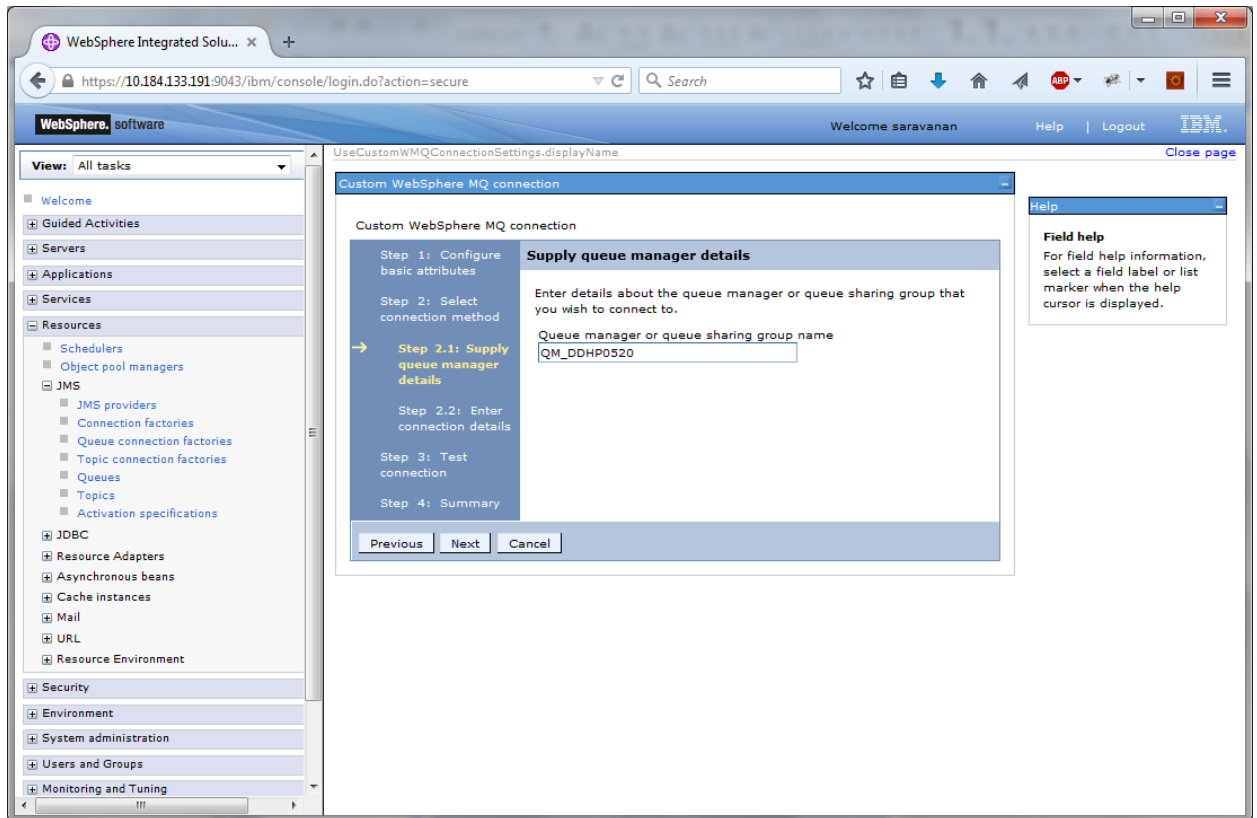 WebSphere Integrated Solu...
https://10.184.133.191:9043/ibm/console/login.do?action=secure
Search
ABP
WebSphere. software
Welcome saravanan
Help | Logout
IBM.
View: All tasks
Welcome
Guided Activities
Servers
Applications
Services
Resources
Schedulers
Object pool managers
JMS
JMS providers
Connection factories
Queue connection factories
Topic connection factories
Queues
Topics
Activation specifications
JDBC
Resource Adapters
Asynchronous beans
Cache instances
Mail
URL
Resource Environment
Security
Environment
System administration
Users and Groups
Monitoring and Tuning
UseCustomWMQConnectionSettings.displayName
Close page
Custom WebSphere MQ connection
Custom WebSphere MQ connection
Step 1: Configure
basic attributes
Step 2: Select
connection method
Step 2.1: Supply
queue manager
details
Step 2.2: Enter
connection details
Step 3: Test
connection
Step 4: Summary
Supply queue manager details
Enter details about the queue manager or queue sharing group that
you wish to connect to.
Queue manager or queue sharing group name
QM_DDHP0520
Previous
Next
Cancel
Help
Field help
For field help information,
select a field label or list
marker when the help
cursor is displayed.